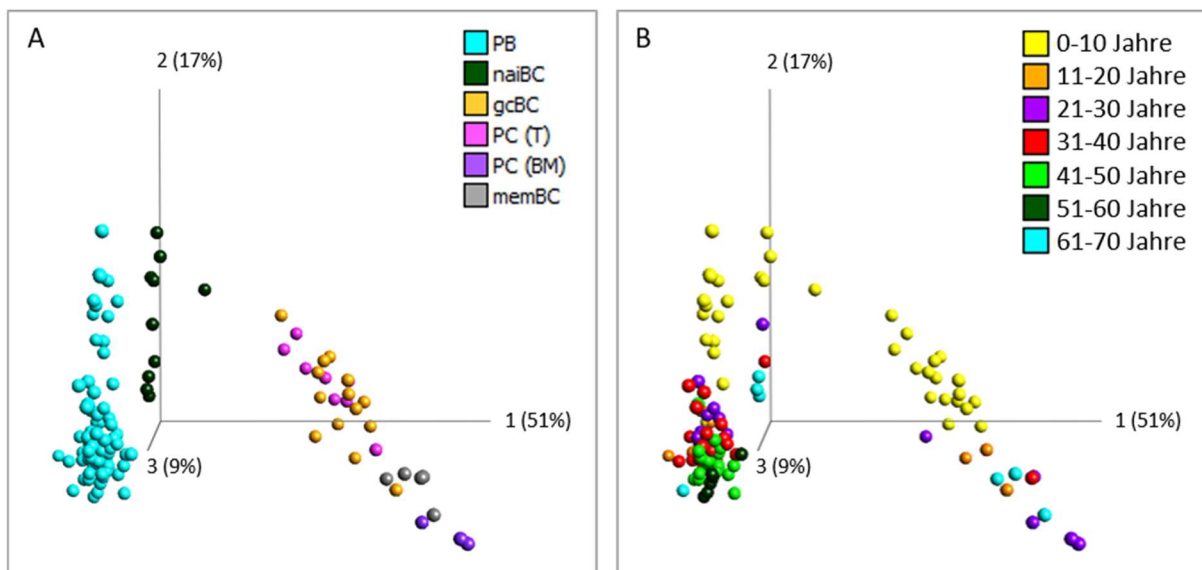 A
2 (17%)
PB
naiBC
gcBC
PC (T)
PC (BM)
memBC
1 (51%)
3 (9%)
B
2 (17%)
0-10 Jahre
11-20 Jahre
21-30 Jahre
31-40 Jahre
41-50 Jahre
51-60 Jahre
61-70 Jahre
1 (51%)
3 (9%)